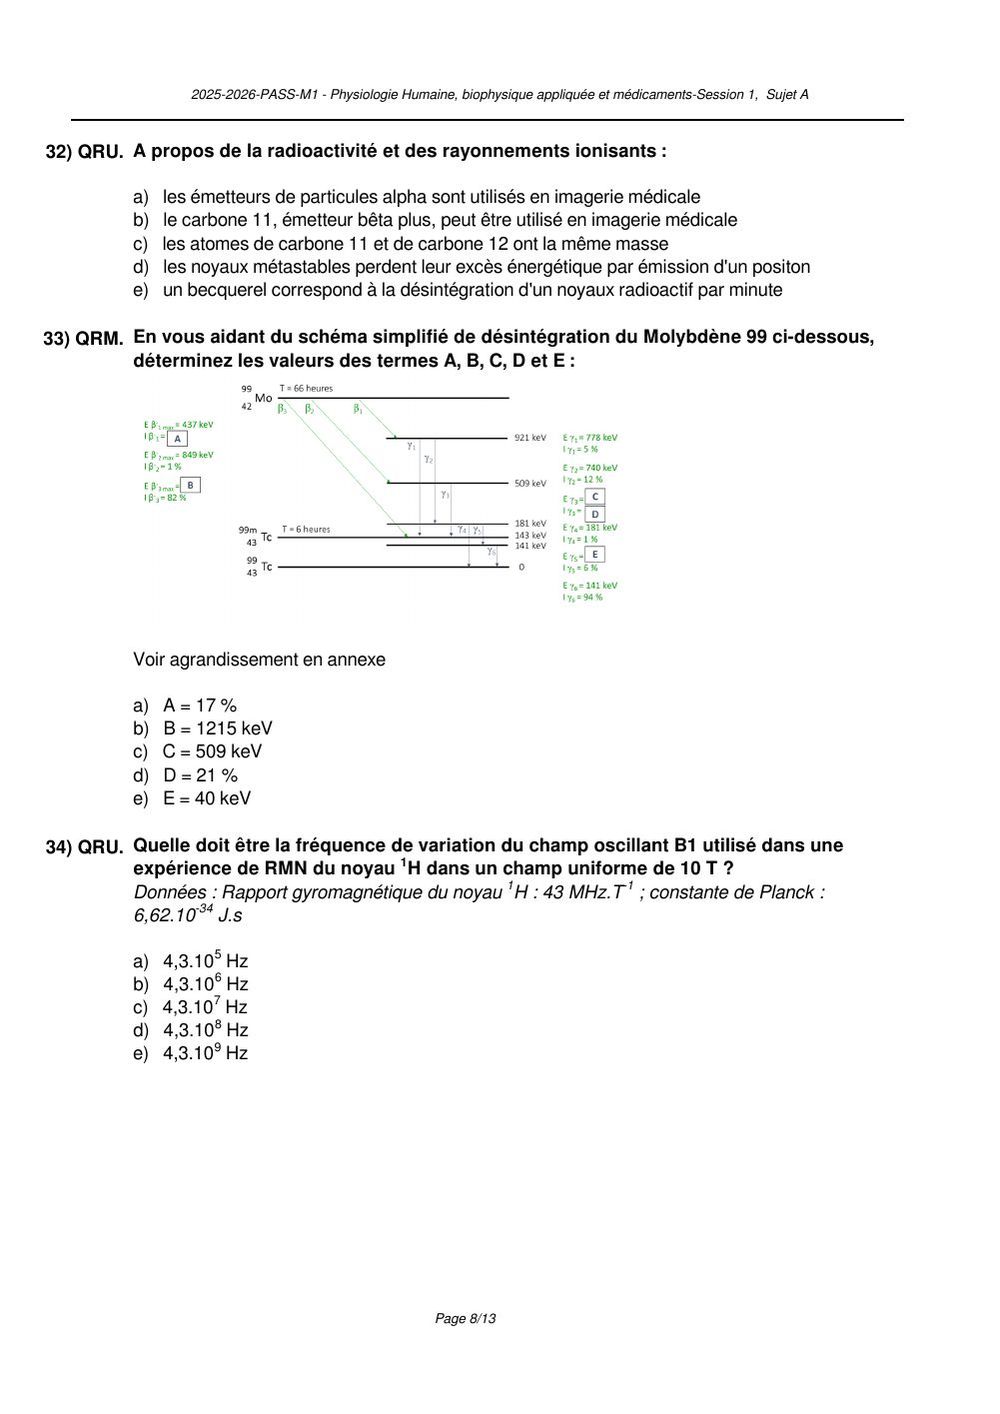 2025-2026-PASS-M1 - Physiologie Humaine, biophysique appliquée et médicaments-Session 1, Sujet A
32) QRU. A propos de la radioactivité et des rayonnements ionisants :
a) les émetteurs de particules alpha sont utilisés en imagerie médicale
b) le carbone 11, émetteur bêta plus, peut être utilisé en imagerie médicale
c) les atomes de carbone 11 et de carbone 12 ont la même masse
d) les noyaux métastables perdent leur excès énergétique par émission d'un positon
e) un becquerel correspond à la désintégration d'un noyaux radioactif par minute
33) QRM. En vous aidant du schéma simplifié de désintégration du Molybdène 99 ci-dessous,
déterminez les valeurs des termes A, B, C, D et E :
99 42 Mo T = 66 heures
β3 β2 β1
E β-1 max = 437 keV
I β-1 = A
E β-2 max = 849 keV
I β-2 = 1 %
E β-3 max = B
I β-3 = 82 %
921 keV
509 keV
181 keV
143 keV
141 keV
0
γ1
γ2
γ3
γ4 γ5
γ6
99m 43 Tc T = 6 heures
99 43 Tc
E γ1 = 778 keV
I γ1 = 5 %
E γ2 = 740 keV
I γ2 = 12 %
E γ3 = C
I γ3 = D
E γ4 = 181 keV
I γ4 = 1 %
E γ5 = E
I γ5 = 6 %
E γ6 = 141 keV
I γ6 = 94 %
Voir agrandissement en annexe
a) A = 17 %
b) B = 1215 keV
c) C = 509 keV
d) D = 21 %
e) E = 40 keV
34) QRU. Quelle doit être la fréquence de variation du champ oscillant B1 utilisé dans une
expérience de RMN du noyau ¹H dans un champ uniforme de 10 T ?
Données : Rapport gyromagnétique du noyau ¹H : 43 MHz.T⁻¹ ; constante de Planck :
6,62.10⁻³⁴ J.s
a) 4,3.10⁵ Hz
b) 4,3.10⁶ Hz
c) 4,3.10⁷ Hz
d) 4,3.10⁸ Hz
e) 4,3.10⁹ Hz
Page 8/13